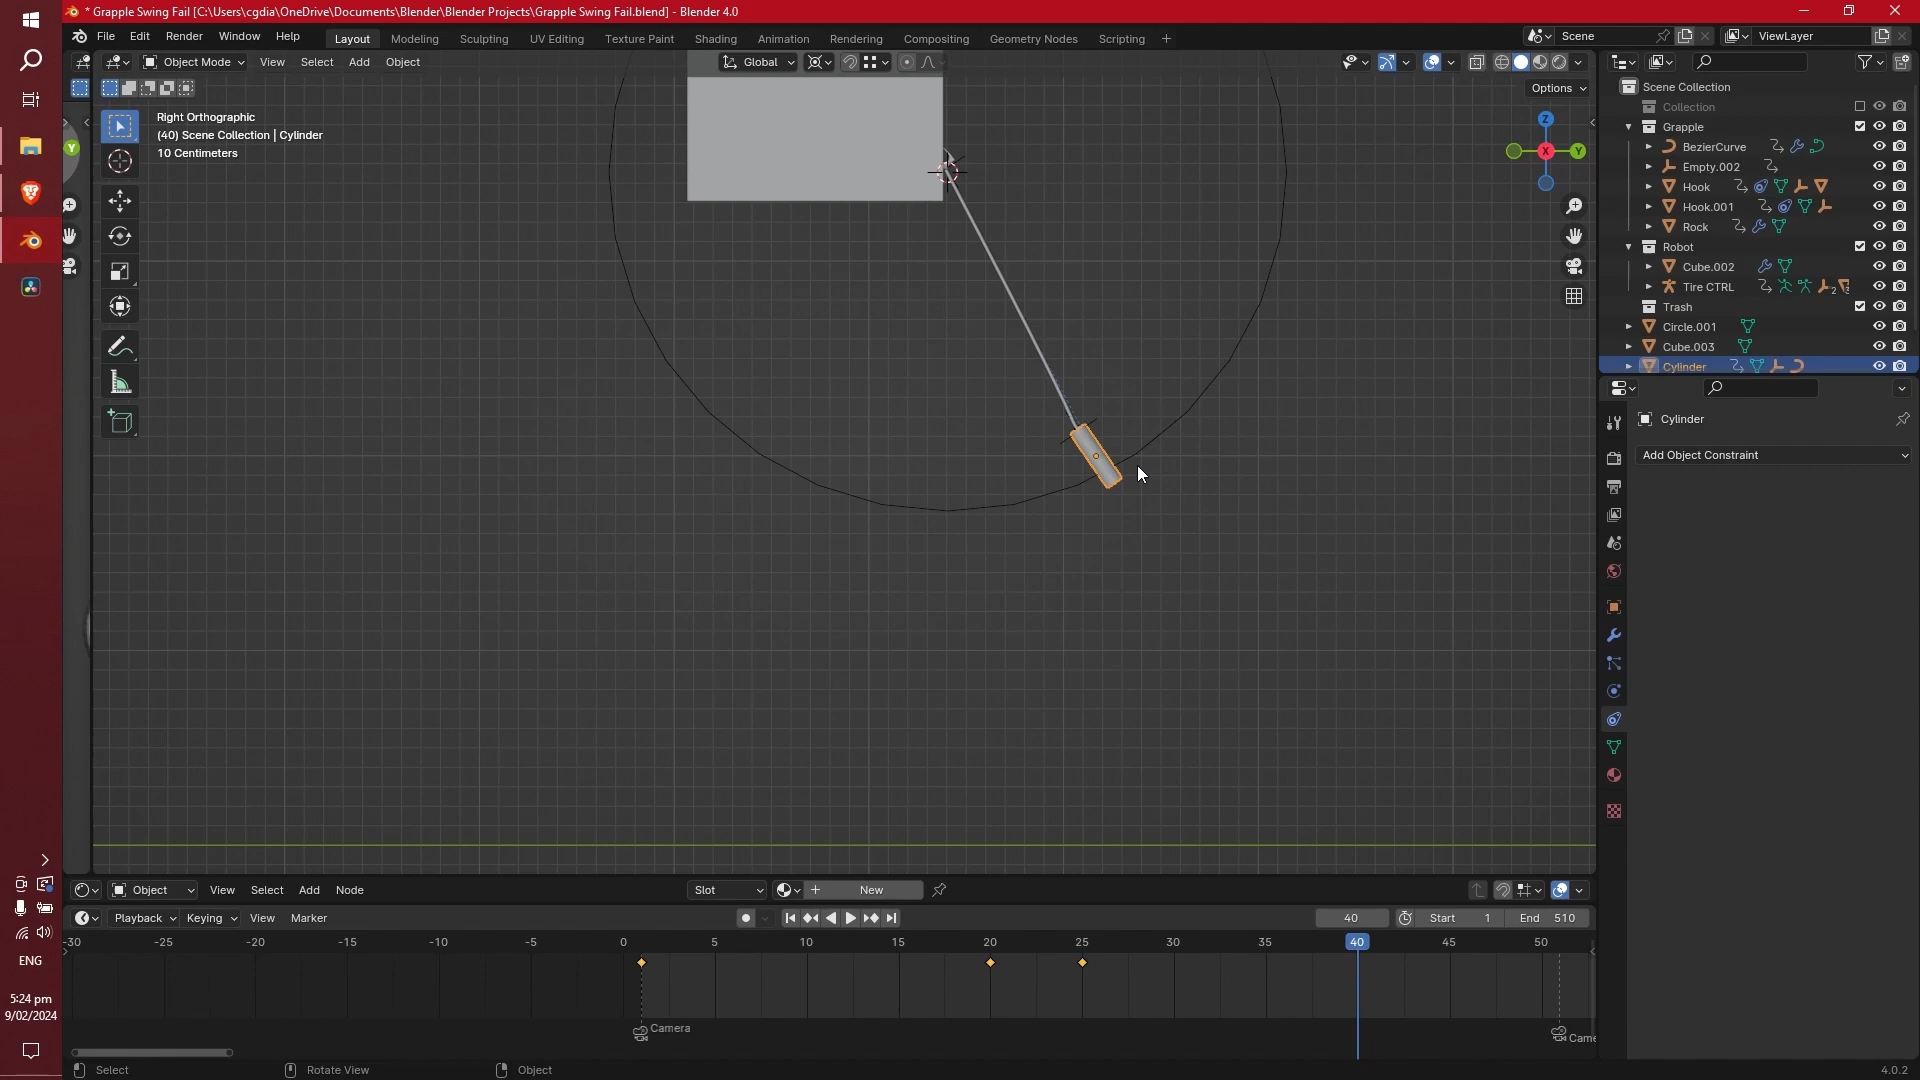 * Grapple Swing Fail [C:\Users\cgdia\OneDrive\Documents\Blender\Blender Projects\Grapple Swing Fail.blend] - Blender 4.0
File Edit Render Window Help Layout Modeling Sculpting UV Editing Texture Paint Shading Animation Rendering Compositing Geometry Nodes Scripting + Scene ViewLayer
Object Mode View Select Add Object Global
Options
Right Orthographic
(40) Scene Collection | Cylinder
10 Centimeters
Z
X
Y
Y
Scene Collection
Collection
Grapple
BezierCurve
Empty.002
Hook
Hook.001
Rock
Robot
Cube.002
Tire CTRL 2 3
Trash
Circle.001
Cube.003
Cylinder
Cylinder
Add Object Constraint
Object View Select Add Node Slot New
Playback Keying View Marker 40 Start 1 End 510
-30 -25 -20 -15 -10 -5 0 5 10 15 20 25 30 35 40 45 50
Camera
Came
Select Rotate View Object 4.0.2
ENG
5:24 pm
9/02/2024